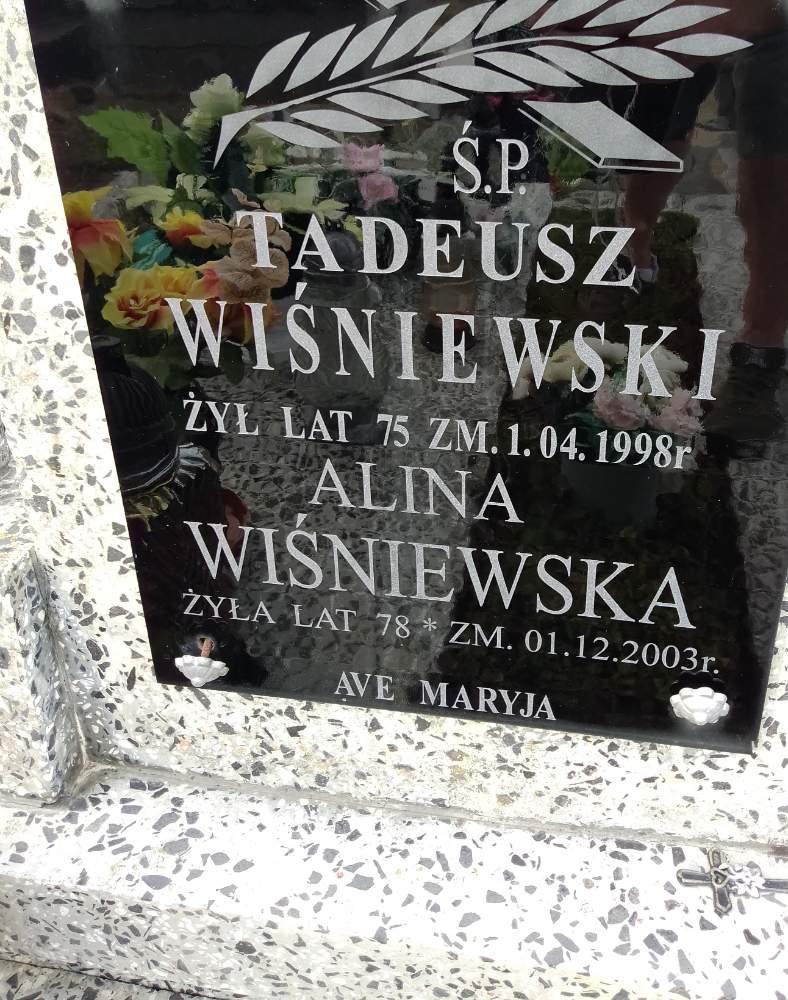 Ś.P.
TADEUSZ
WIŚNIEWSKI
ŻYŁ LAT 75 ZM. 1.04.1998r
ALINA
WIŚNIEWSKA
ŻYŁA LAT 78 * ZM. 01.12.2003r.
AVE MARYJA